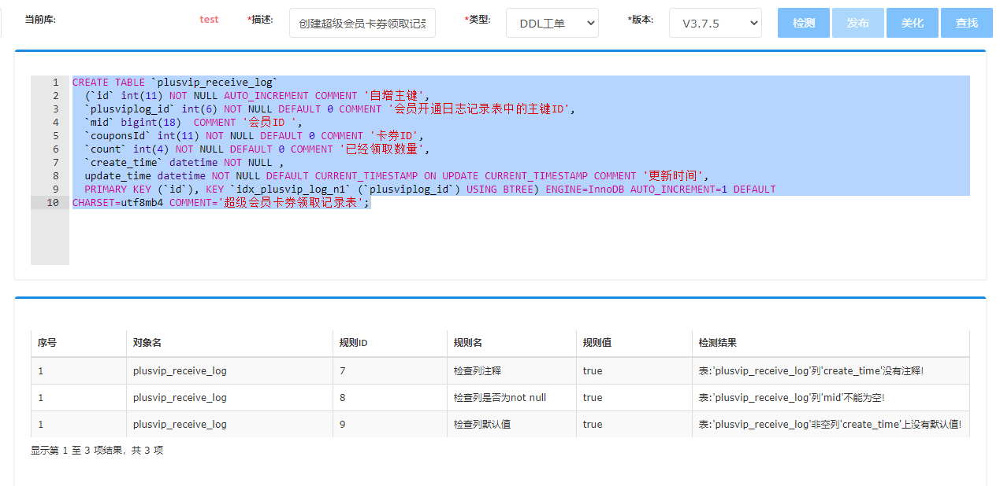 当前库: test *描述: 创建超级会员卡券领取记录 *类型: DDL工单 *版本: V3.7.5 检测 发布 美化 查找
1 CREATE TABLE `plusvip_receive_log`
2 (`id` int(11) NOT NULL AUTO_INCREMENT COMMENT '自增主键',
3 `plusviplog_id` int(6) NOT NULL DEFAULT 0 COMMENT '会员开通日志记录表中的主键ID',
4 `mid` bigint(18)  COMMENT '会员ID ',
5 `couponsId` int(11) NOT NULL DEFAULT 0 COMMENT '卡券ID',
6 `count` int(4) NOT NULL DEFAULT 0 COMMENT '已经领取数量',
7 `create_time` datetime NOT NULL ,
8 update_time datetime NOT NULL DEFAULT CURRENT_TIMESTAMP ON UPDATE CURRENT_TIMESTAMP COMMENT '更新时间',
9 PRIMARY KEY (`id`), KEY `idx_plusvip_log_n1` (`plusviplog_id`) USING BTREE) ENGINE=InnoDB AUTO_INCREMENT=1 DEFAULT
10 CHARSET=utf8mb4 COMMENT='超级会员卡券领取记录表';
序号 对象名 规则ID 规则名 规则值 检测结果
1 plusvip_receive_log 7 检查列注释 true 表:'plusvip_receive_log'列'create_time'没有注释!
1 plusvip_receive_log 8 检查列是否为not null true 表:'plusvip_receive_log'列'mid'不能为空!
1 plusvip_receive_log 9 检查列默认值 true 表:'plusvip_receive_log'非空列'create_time'上没有默认值!
显示第 1 至 3 项结果，共 3 项